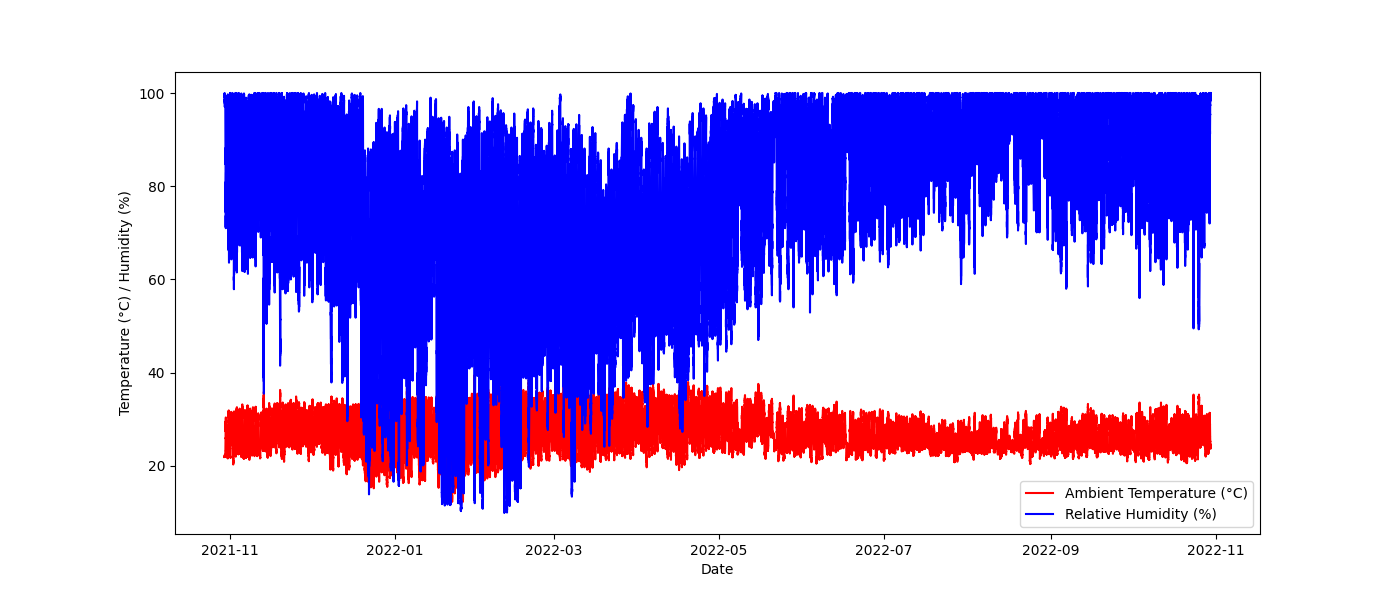 100
80
60
40
20
Temperature (°C) / Humidity (%)
Ambient Temperature (°C)
Relative Humidity (%)
2021-11 2022-01 2022-03 2022-05 2022-07 2022-09 2022-11
Date